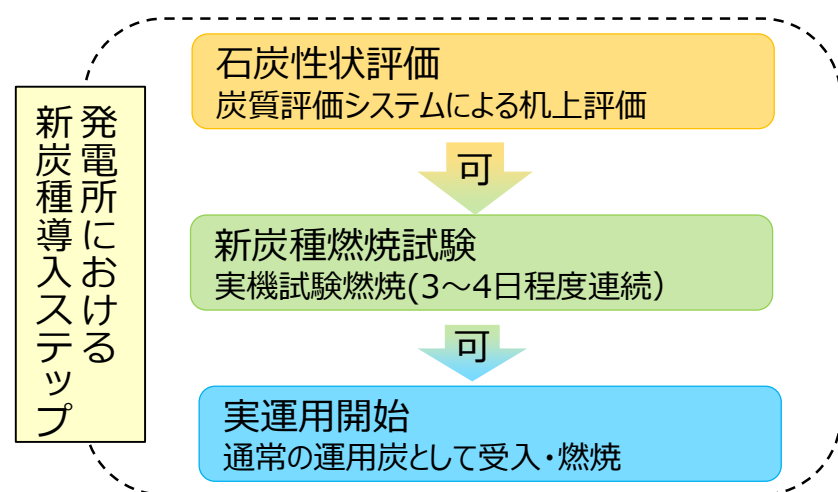 発電所における
新炭種導入ステップ
石炭性状評価
炭質評価システムによる机上評価
可
新炭種燃焼試験
実機試験燃焼(3～4日程度連続）
可
実運用開始
通常の運用炭として受入・燃焼